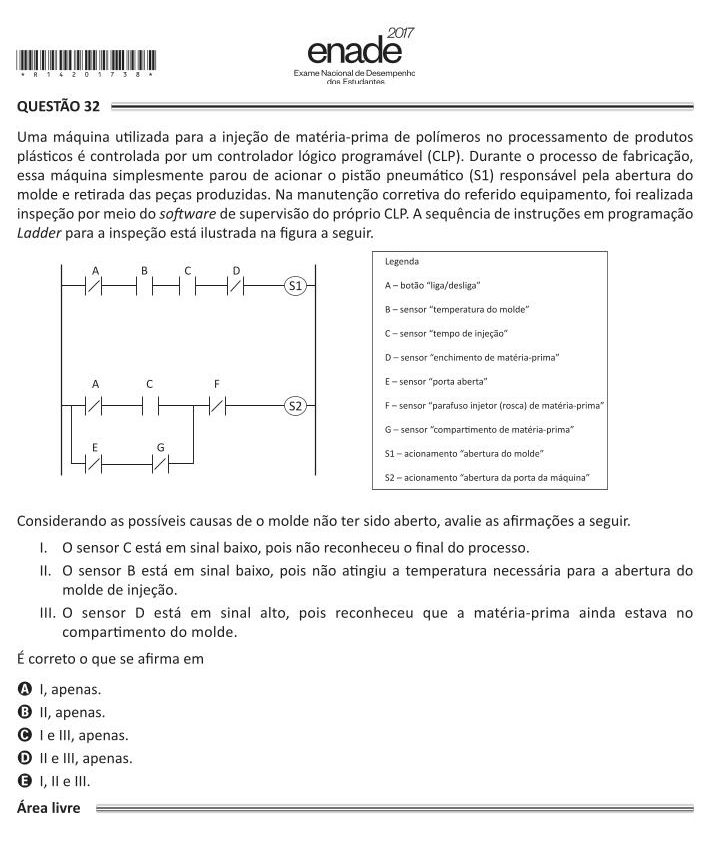 2017
enade
Exame Nacional de Desempenho
dos Estudantes
* R 1 4 2 0 1 7 3 8 *
QUESTÃO 32
Uma máquina utilizada para a injeção de matéria-prima de polímeros no processamento de produtos
plásticos é controlada por um controlador lógico programável (CLP). Durante o processo de fabricação,
essa máquina simplesmente parou de acionar o pistão pneumático (S1) responsável pela abertura do
molde e retirada das peças produzidas. Na manutenção corretiva do referido equipamento, foi realizada
inspeção por meio do software de supervisão do próprio CLP. A sequência de instruções em programação
Ladder para a inspeção está ilustrada na figura a seguir.
A B C D
S1
A C F
S2
E G
Legenda
A – botão "liga/desliga"
B – sensor "temperatura do molde"
C – sensor "tempo de injeção"
D – sensor "enchimento de matéria-prima"
E – sensor "porta aberta"
F – sensor "parafuso injetor (rosca) de matéria-prima"
G – sensor "compartimento de matéria-prima"
S1 – acionamento "abertura do molde"
S2 – acionamento "abertura da porta da máquina"
Considerando as possíveis causas de o molde não ter sido aberto, avalie as afirmações a seguir.
I. O sensor C está em sinal baixo, pois não reconheceu o final do processo.
II. O sensor B está em sinal baixo, pois não atingiu a temperatura necessária para a abertura do
molde de injeção.
III. O sensor D está em sinal alto, pois reconheceu que a matéria-prima ainda estava no
compartimento do molde.
É correto o que se afirma em
A I, apenas.
B II, apenas.
C I e III, apenas.
D II e III, apenas.
E I, II e III.
Área livre